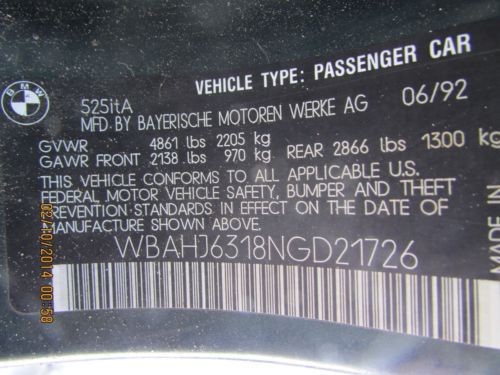 BMW
VEHICLE TYPE: PASSENGER CAR
525itA
MFD BY BAYERISCHE MOTOREN WERKE AG 06/92
GVWR 4861 lbs 2205 kg
GAWR FRONT 2138 lbs 970 kg REAR 2866 lbs 1300 kg
THIS VEHICLE CONFORMS TO ALL APPLICABLE U.S.
FEDERAL MOTOR VEHICLE SAFETY, BUMPER AND THEFT
PREVENTION STANDARDS IN EFFECT ON THE DATE OF
MANUFACTURE SHOWN ABOVE.
WBAHJ6318NGD21726
MADE IN
02/10/2014 00:58